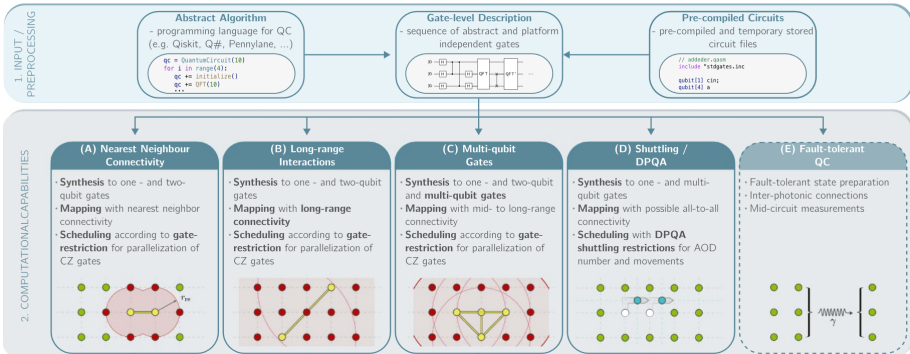 1. INPUT /
PREPROCESSING
Abstract Algorithm
- programming language for QC
(e.g. Qiskit, Q#, Pennylane, ...)
qc = QuantumCircuit(10)
for i in range(4):
qc += initialize()
qc += QFT(10)
...
Gate-level Description
- sequence of abstract and platform
independent gates
QFT
QFT
Pre-compiled Circuits
- pre-compiled and temporary stored
circuit files
// addeder.qasm
include "stdgates.inc
qubit[1] cin;
qubit[4] a
2. COMPUTATIONALCAPABILITIES
(A) Nearest Neighbour
Connectivity
· Synthesis to one - and two-
qubit gates
· Mapping with nearest neighbor
connectivity
· Scheduling according to gate-
restriction for parallelization of
CZ gates
(B) Long-range
Interactions
· Synthesis to one - and two-qubit
gates
· Mapping with long-range
connectivity
· Scheduling according to gate-
restriction for parallelization of
CZ gates
(C) Multi-qubit
Gates
· Synthesis to one - and two-qubit
and multi-qubit gates
· Mapping with mid- to long-range
connectivity
· Scheduling according to gate-
restriction for parallelization of
CZ gates
(D) Shuttling /
DPQA
· Synthesis to one - and multi-
qubit gates
· Mapping with possible all-to-all
connectivity
· Scheduling with DPQA
shuttling restrictions for AOD
number and movements
(E) Fault-tolerant
QC
· Fault-tolerant state preparation
· Inter-photonic connections
· Mid-circuit measurements
γ